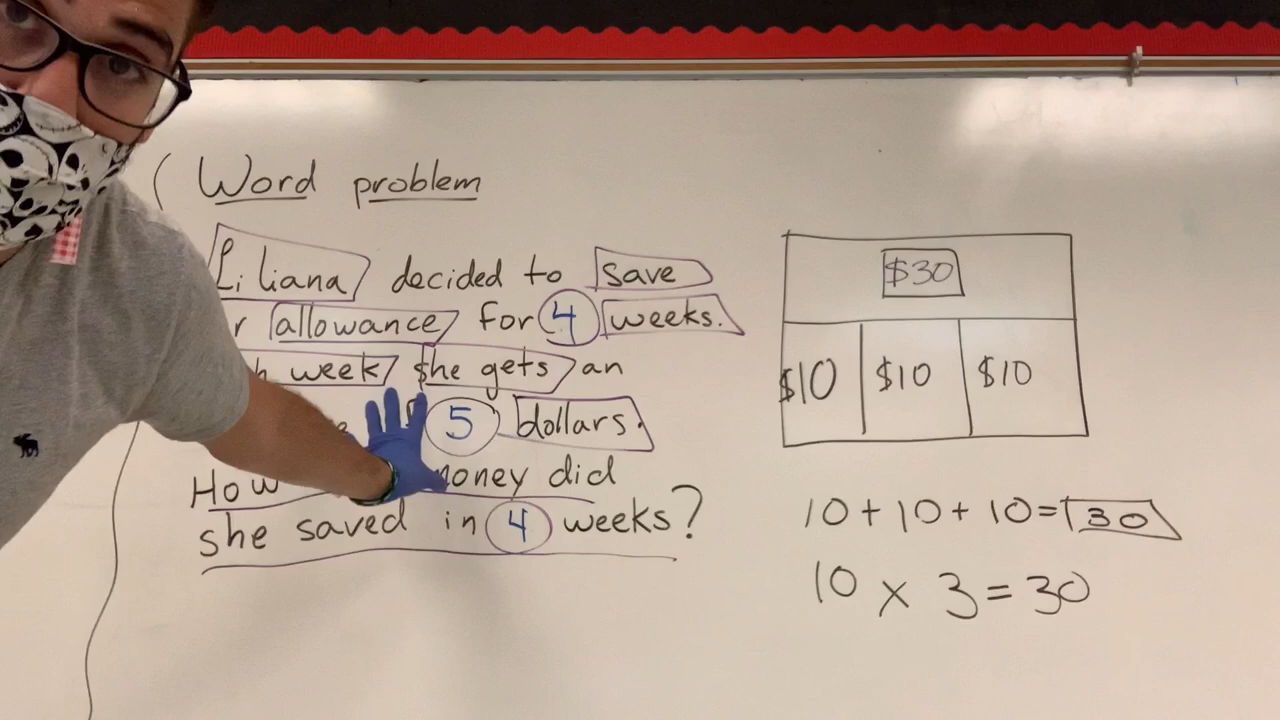 Word problem
Liliana decided to save
allowance for 4 weeks.
week she gets an
5 dollars.
How money did
she saved in 4 weeks?
$30
$10 $10 $10
10 + 10 + 10 = 30
10 x 3 = 30